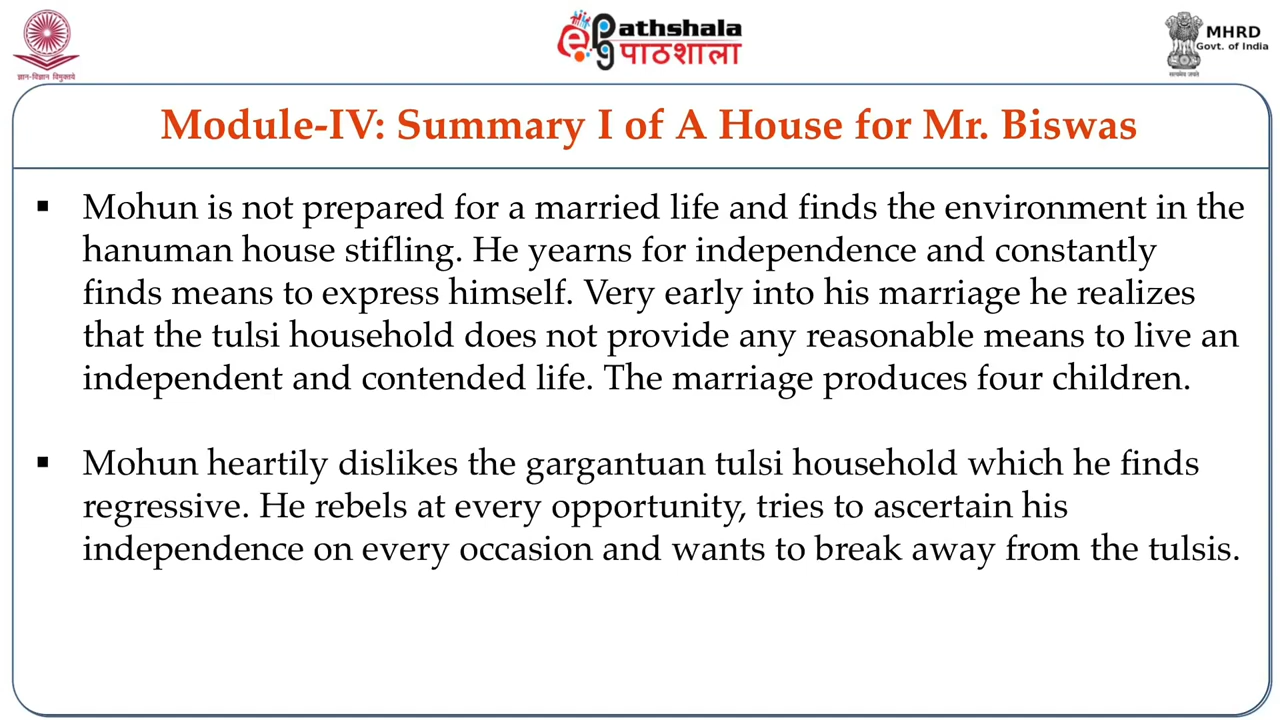 ज्ञान-विज्ञान विमुक्तये
ePG Pathshala
पाठशाला
MHRD
Govt. of India
सत्यमेव जयते
Module-IV: Summary I of A House for Mr. Biswas
▪ Mohun is not prepared for a married life and finds the environment in the
hanuman house stifling. He yearns for independence and constantly
finds means to express himself. Very early into his marriage he realizes
that the tulsi household does not provide any reasonable means to live an
independent and contended life. The marriage produces four children.
▪ Mohun heartily dislikes the gargantuan tulsi household which he finds
regressive. He rebels at every opportunity, tries to ascertain his
independence on every occasion and wants to break away from the tulsis.